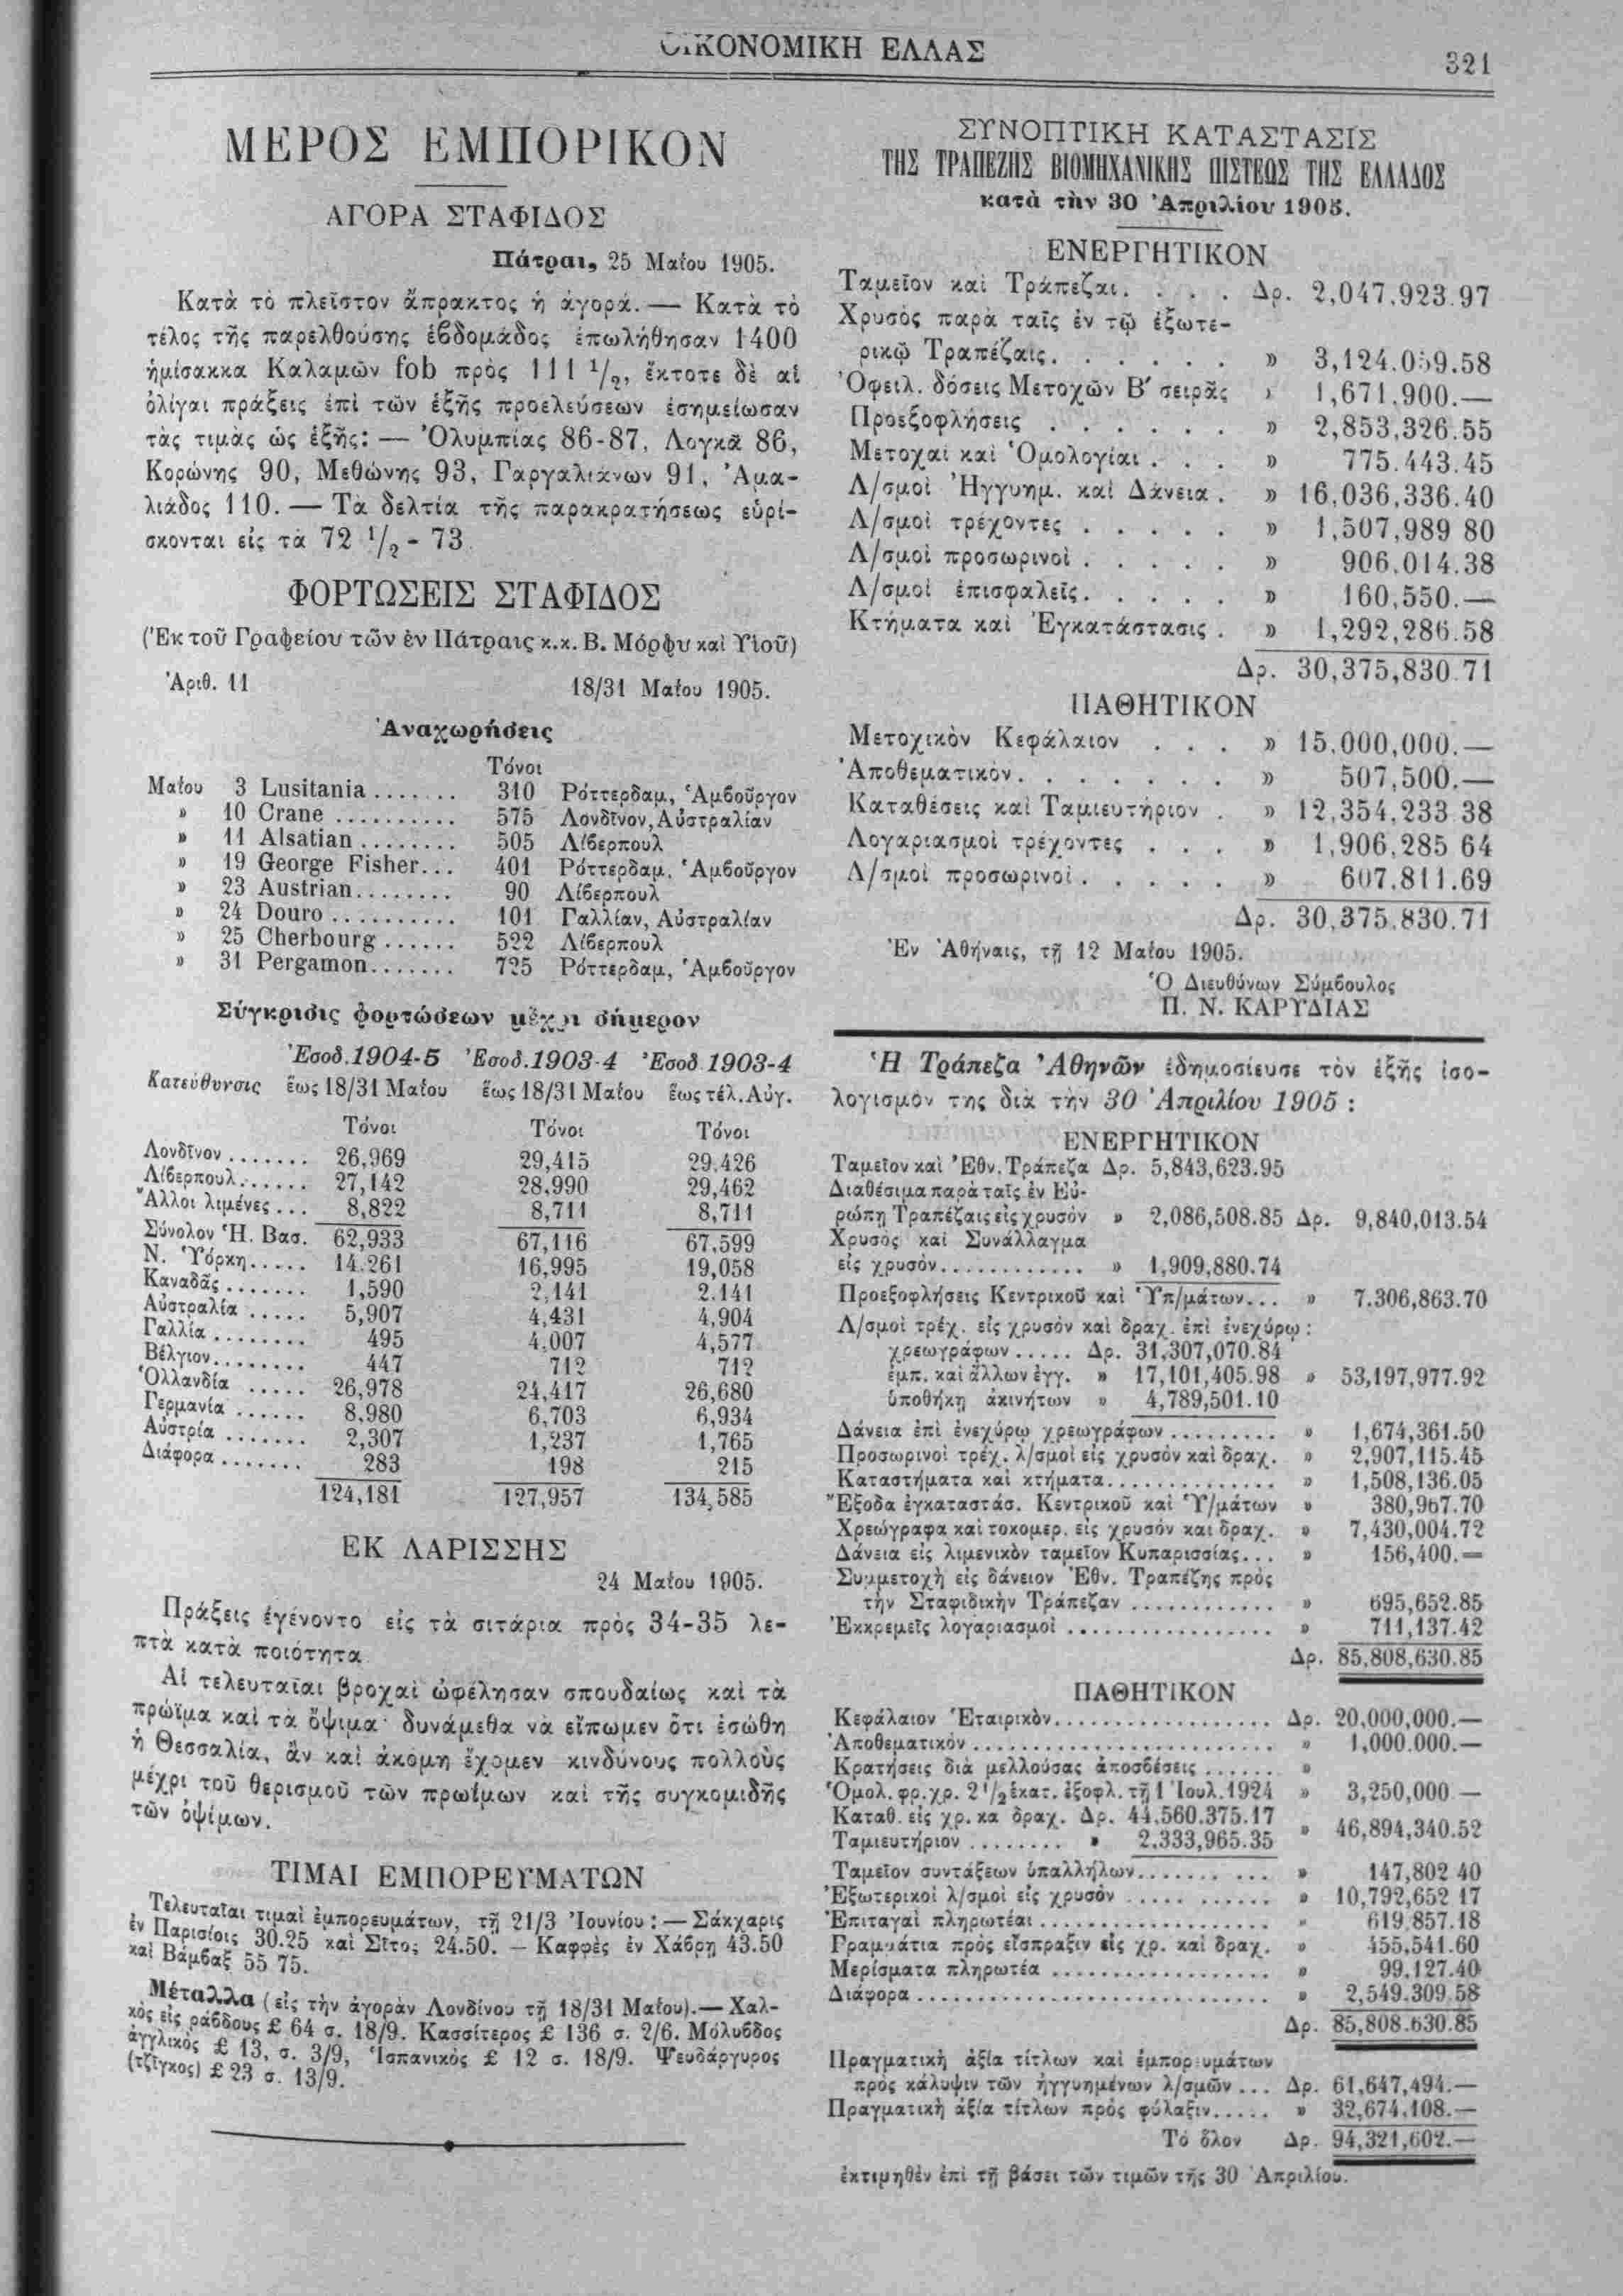 ΟΙΚΟΝΟΜΙΚΗ ΕΛΛΑΣ
321
ΜΕΡΟΣ ΕΜΠΟΡΙΚΟΝ
ΑΓΟΡΑ ΣΤΑΦΙΔΟΣ
Πάτραι, 25 Μαΐου 1905.
Κατὰ τὸ πλεῖστον ἄπρακτος ἡ ἀγορά. — Κατὰ τὸ
τέλος τῆς παρελθούσης ἑβδομάδος ἐπωλήθησαν 1400
ἡμίσακκα Καλαμῶν fob πρὸς 111 1/2, ἔκτοτε δὲ αἱ
ὀλίγαι πράξεις ἐπὶ τῶν ἑξῆς προελεύσεων ἐσημείωσαν
τὰς τιμὰς ὡς ἑξῆς: — Ὀλυμπίας 86-87, Λογκᾶ 86,
Κορώνης 90, Μεθώνης 93, Γαργαλιάνων 91, Ἀμα-
λιάδος 110. — Τὰ δελτία τῆς παρακρατήσεως εὑρί-
σκονται εἰς τὰ 72 1/2 - 73
ΦΟΡΤΩΣΕΙΣ ΣΤΑΦΙΔΟΣ
(Ἐκ τοῦ Γραφείου τῶν ἐν Πάτραις κ.κ. Β. Μόρφυ καὶ Υἱοῦ)
Ἀριθ. 11 18/31 Μαΐου 1905.
Ἀναχωρήσεις
Τόνοι
Μαΐου 3 Lusitania ....... 310 Ρόττερδαμ, Ἀμβοῦργον
» 10 Crane .......... 575 Λονδῖνον, Αὐστραλίαν
» 11 Alsatian ........ 505 Λίβερπουλ
» 19 George Fisher... 401 Ρόττερδαμ, Ἀμβοῦργον
» 23 Austrian........ 90 Λίβερπουλ
» 24 Douro .......... 101 Γαλλίαν, Αὐστραλίαν
» 25 Cherbourg ...... 522 Λίβερπουλ
» 31 Pergamon....... 725 Ρόττερδαμ, Ἀμβοῦργον
Σύγκρισις φορτώσεων μέχρι σήμερον
Ἐσοδ.1904-5 Ἐσοδ.1903-4 Ἐσοδ 1903-4
Κατεύθυνσις ἕως 18/31 Μαΐου ἕως 18/31 Μαΐου ἕως τέλ. Αὐγ.
Τόνοι Τόνοι Τόνοι
Λονδῖνον ....... 26,969 29,415 29,426
Λίβερπουλ....... 27,142 28,990 29,462
Ἄλλοι λιμένες ... 8,822 8,711 8,711
Σύνολον Ἡ. Βασ. 62,933 67,116 67,599
Ν. Ὑόρκη..... 14.261 16,995 19,058
Καναδᾶς ....... 1,590 2,141 2.141
Αὐστραλία ..... 5,907 4,431 4,904
Γαλλία ........ 495 4.007 4,577
Βέλγιον........ 447 712 712
Ὁλλανδία ..... 26,978 24,417 26,680
Γερμανία ...... 8,980 6,703 6,934
Αὐστρία ....... 2,307 1,237 1,765
Διάφορα ....... 283 198 215
124,181 127,957 134,585
ΕΚ ΛΑΡΙΣΣΗΣ
24 Μαΐου 1905.
Πράξεις ἐγένοντο εἰς τὰ σιτάρια πρὸς 34-35 λε-
πτὰ κατὰ ποιότητα
Αἱ τελευταῖαι βροχαὶ ὠφέλησαν σπουδαίως καὶ τὰ
πρώϊμα καὶ τὰ ὄψιμα· δυνάμεθα νὰ εἴπωμεν ὅτι ἐσώθη
ἡ Θεσσαλία, ἂν καὶ ἀκόμη ἔχομεν κινδύνους πολλοὺς
μέχρι τοῦ θερισμοῦ τῶν πρωΐμων καὶ τῆς συγκομιδῆς
τῶν ὀψίμων.
ΤΙΜΑΙ ΕΜΠΟΡΕΥΜΑΤΩΝ
Τελευταῖαι τιμαὶ ἐμπορευμάτων, τῇ 21/3 Ἰουνίου : — Σάκχαρις
ἐν Παρισίοις 30.25 καὶ Σῖτος 24.50. — Καφφὲς ἐν Χάβρῃ 43.50
καὶ Βάμβαξ 55 75.
Μέταλλα (εἰς τὴν ἀγορὰν Λονδίνου τῇ 18/31 Μαΐου).— Χαλ-
κὸς εἰς ράβδους £ 64 σ. 18/9. Κασσίτερος £ 136 σ. 2/6. Μόλυβδος
ἀγγλικὸς £ 13, σ. 3/9, Ἰσπανικὸς £ 12 σ. 18/9. Ψευδάργυρος
(τζίγκος) £ 23 σ. 13/9.
ΣΥΝΟΠΤΙΚΗ ΚΑΤΑΣΤΑΣΙΣ
ΤΗΣ ΤΡΑΠΕΖΗΣ ΒΙΟΜΗΧΑΝΙΚΗΣ ΠΙΣΤΕΩΣ ΤΗΣ ΕΛΛΑΔΟΣ
κατὰ τὴν 30 Ἀπριλίου 1905.
ΕΝΕΡΓΗΤΙΚΟΝ
Ταμεῖον καὶ Τράπεζαι. . . . Δρ. 2,047,923.97
Χρυσὸς παρὰ ταῖς ἐν τῷ ἐξωτε-
ρικῷ Τραπέζαις. . . . . . » 3,124.059.58
Ὀφειλ. δόσεις Μετοχῶν Β′ σειρᾶς » 1,671.900.—
Προεξοφλήσεις . . . . . . » 2,853,326.55
Μετοχαὶ καὶ Ὁμολογίαι . . . » 775.443.45
Λ/σμοὶ Ἠγγυημ. καὶ Δάνεια . » 16,036,336.40
Λ/σμοὶ τρέχοντες . . . . . » 1,507,989 80
Λ/σμοὶ προσωρινοὶ . . . . . » 906.014.38
Λ/σμοὶ ἐπισφαλεῖς. . . . . » 160,550.—
Κτήματα καὶ Ἐγκατάστασις . » 1,292,286.58
Δρ. 30,375,830.71
ΠΑΘΗΤΙΚΟΝ
Μετοχικὸν Κεφάλαιον . . . » 15.000,000.—
Ἀποθεματικὸν. . . . . . . » 507,500.—
Καταθέσεις καὶ Ταμιευτήριον . » 12,354,233 38
Λογαριασμοὶ τρέχοντες . . . » 1,906,285 64
Λ/σμοὶ προσωρινοὶ. . . . . » 607.811.69
Δρ. 30,375,830.71
Ἐν Ἀθήναις, τῇ 12 Μαΐου 1905.
Ὁ Διευθύνων Σύμβουλος
Π. Ν. ΚΑΡΥΔΙΑΣ
Ἡ Τράπεζα Ἀθηνῶν ἐδημοσίευσε τὸν ἑξῆς ἰσο-
λογισμόν της διὰ τὴν 30 Ἀπριλίου 1905 :
ΕΝΕΡΓΗΤΙΚΟΝ
Ταμεῖον καὶ Ἐθν. Τράπεζα Δρ. 5,843,623.95
Διαθέσιμα παρὰ ταῖς ἐν Εὐ-
ρώπῃ Τραπέζαις εἰς χρυσὸν » 2,086,508.85 Δρ. 9,840,013.54
Χρυσὸς καὶ Συνάλλαγμα
εἰς χρυσὸν............ » 1,909,880.74
Προεξοφλήσεις Κεντρικοῦ καὶ Ὑπ/μάτων... » 7.306,863.70
Λ/σμοὶ τρέχ. εἰς χρυσὸν καὶ δραχ. ἐπὶ ἐνεχύρῳ :
χρεωγράφων ..... Δρ. 31,307,070.84
ἐμπ. καὶ ἄλλων ἐγγ. » 17,101,405.98 » 53,197,977.92
ὑποθήκῃ ἀκινήτων » 4,789,501.10
Δάνεια ἐπὶ ἐνεχύρῳ χρεωγράφων ......... » 1,674,361.50
Προσωρινοὶ τρέχ. λ/σμοὶ εἰς χρυσὸν καὶ δραχ. » 2,907,115.45
Καταστήματα καὶ κτήματα.............. » 1,508,136.05
Ἔξοδα ἐγκαταστάσ. Κεντρικοῦ καὶ Ὑ/μάτων » 380,967.70
Χρεώγραφα καὶ τοκομερ. εἰς χρυσὸν καὶ δραχ. » 7,430,004.72
Δάνεια εἰς λιμενικὸν ταμεῖον Κυπαρισσίας... » 156,400.—
Συμμετοχὴ εἰς δάνειον Ἐθν. Τραπέζης πρὸς
τὴν Σταφιδικὴν Τράπεζαν ............ » 695,652.85
Ἐκκρεμεῖς λογαριασμοὶ ................. » 711,137.42
Δρ. 85,808,630.85
ΠΑΘΗΤΙΚΟΝ
Κεφάλαιον Ἑταιρικὸν.................. Δρ. 20,000,000.—
Ἀποθεματικὸν ......................... » 1,000.000.—
Κρατήσεις διὰ μελλούσας ἀποσβέσεις ...... »
Ὁμολ. φρ. χρ. 2 1/2 ἑκατ. ἐξοφλ. τῇ 1 Ἰουλ. 1924 » 3,250,000 —
Καταθ. εἰς χρ. κα δραχ. Δρ. 44.560.375.17
» 46,894,340.52
Ταμιευτήριον ........ » 2.333,965.35
Ταμεῖον συντάξεων ὑπαλλήλων........... » 147,802 40
Ἐξωτερικοὶ λ/σμοὶ εἰς χρυσὸν ............ » 10,792,652 17
Ἐπιταγαὶ πληρωτέαι ................... » 619.857.18
Γραμμάτια πρὸς εἴσπραξιν εἰς χρ. καὶ δραχ. » 455,541.60
Μερίσματα πληρωτέα .................. » 99.127.40
Διάφορα ............................. » 2,549.309.58
Δρ. 85,808.630.85
Πραγματικὴ ἀξία τίτλων καὶ ἐμπορευμάτων
πρὸς κάλυψιν τῶν ἠγγυημένων λ/σμῶν ... Δρ. 61,647,494.—
Πραγματικὴ ἀξία τίτλων πρὸς φύλαξιν..... » 32,674,108.—
Τὸ ὅλον Δρ. 94,321,602.—
ἐκτιμηθὲν ἐπὶ τῇ βάσει τῶν τιμῶν τῆς 30 Ἀπριλίου.